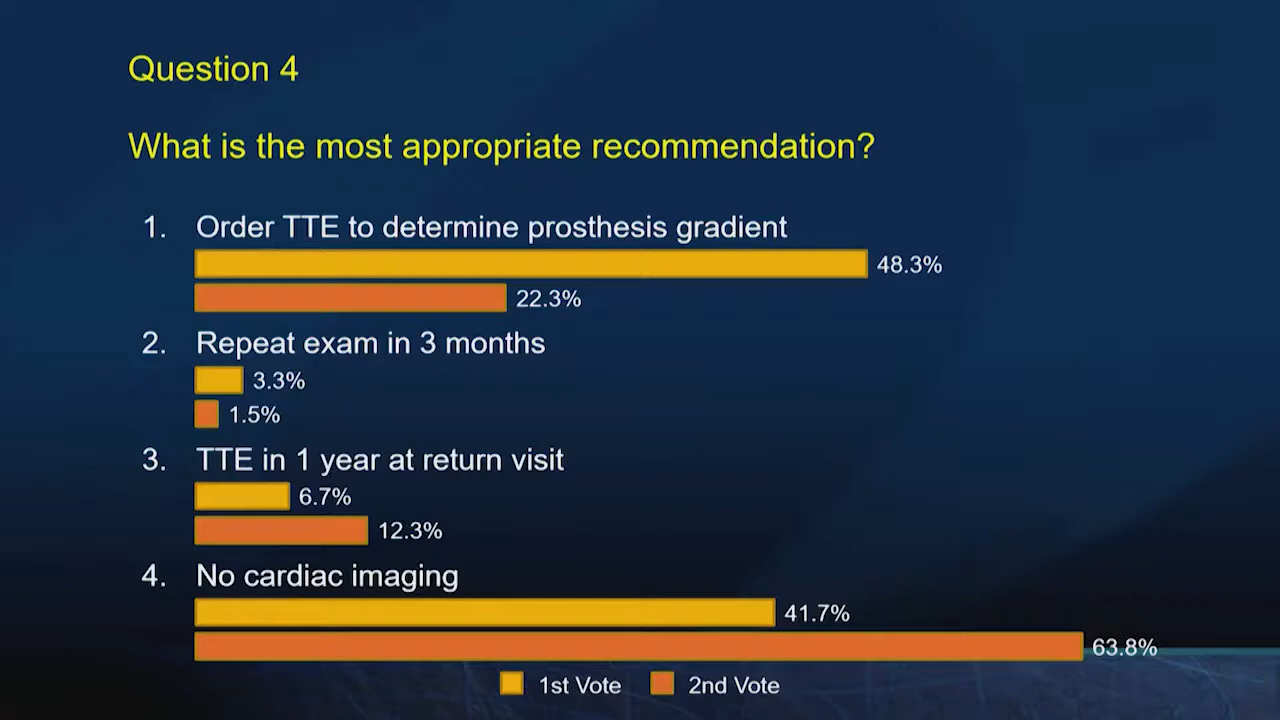 Question 4
What is the most appropriate recommendation?
1. Order TTE to determine prosthesis gradient
48.3%
22.3%
2. Repeat exam in 3 months
3.3%
1.5%
3. TTE in 1 year at return visit
6.7%
12.3%
4. No cardiac imaging
41.7%
63.8%
1st Vote 2nd Vote